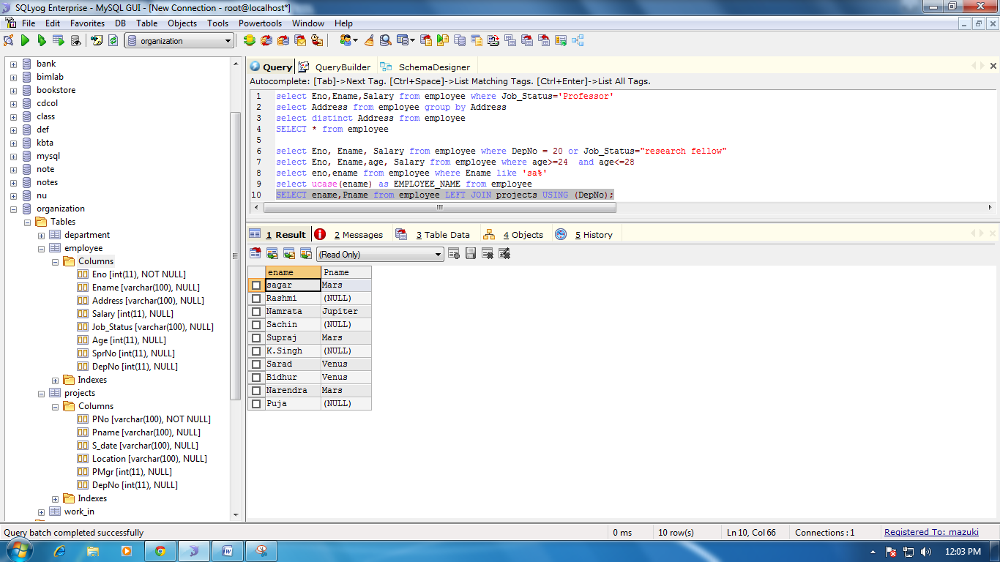 SQLyog Enterprise - MySQL GUI - [New Connection - root@localhost*]
File Edit Favorites DB Table Objects Tools Powertools Window Help
organization
bank
bimlab
bookstore
cdcol
class
def
kbta
mysql
note
notes
nu
organization
Tables
department
employee
Columns
Eno [int(11), NOT NULL]
Ename [varchar(100), NULL]
Address [varchar(100), NULL]
Salary [int(11), NULL]
Job_Status [varchar(100), NULL]
Age [int(11), NULL]
SprNo [int(11), NULL]
DepNo [int(11), NULL]
Indexes
projects
Columns
PNo [varchar(100), NOT NULL]
Pname [varchar(100), NULL]
S_date [varchar(100), NULL]
Location [varchar(100), NULL]
PMgr [int(11), NULL]
DepNo [int(11), NULL]
Indexes
work_in
Query QueryBuilder SchemaDesigner
Autocomplete: [Tab]->Next Tag. [Ctrl+Space]->List Matching Tags. [Ctrl+Enter]->List All Tags.
1 select Eno,Ename,Salary from employee where Job_Status='Professor'
2 select Address from employee group by Address
3 select distinct Address from employee
4 SELECT * from employee
5
6 select Eno, Ename, Salary from employee where DepNo = 20 or Job_Status="research fellow"
7 select Eno, Ename,age, Salary from employee where age>=24  and age<=28
8 select eno,ename from employee where Ename like 'sa%'
9 select ucase(ename) as EMPLOYEE_NAME from employee
10 SELECT ename,Pname from employee LEFT JOIN projects USING (DepNo);
1 Result 2 Messages 3 Table Data 4 Objects 5 History
(Read Only)
ename Pname
sagar Mars
Rashmi (NULL)
Namrata Jupiter
Sachin (NULL)
Supraj Mars
K.Singh (NULL)
Sarad Venus
Bidhur Venus
Narendra Mars
Puja (NULL)
Query batch completed successfully 0 ms 10 row(s) Ln 10, Col 66 Connections : 1 Registered To: mazuki
12:03 PM